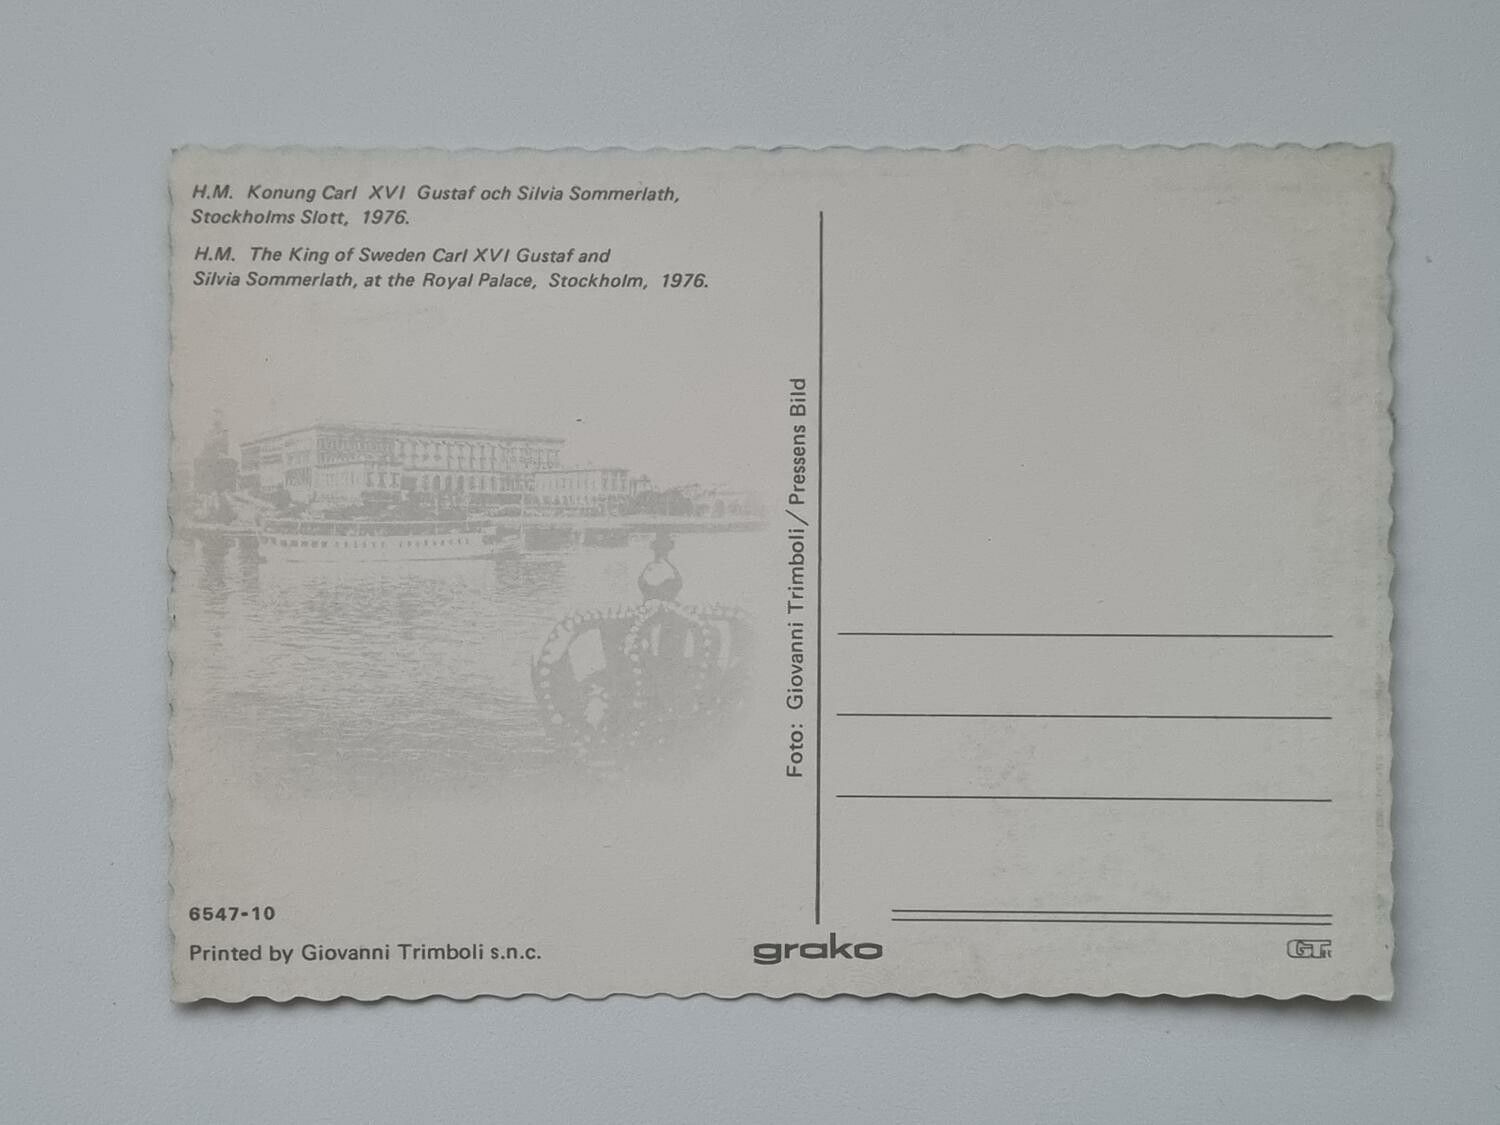 H.M. Konung Carl XVI Gustaf och Silvia Sommerlath,
Stockholms Slott, 1976.
H.M. The King of Sweden Carl XVI Gustaf and
Silvia Sommerlath, at the Royal Palace, Stockholm, 1976.
Foto: Giovanni Trimboli/Pressens Bild
6547-10
Printed by Giovanni Trimboli s.n.c.
grako
GT